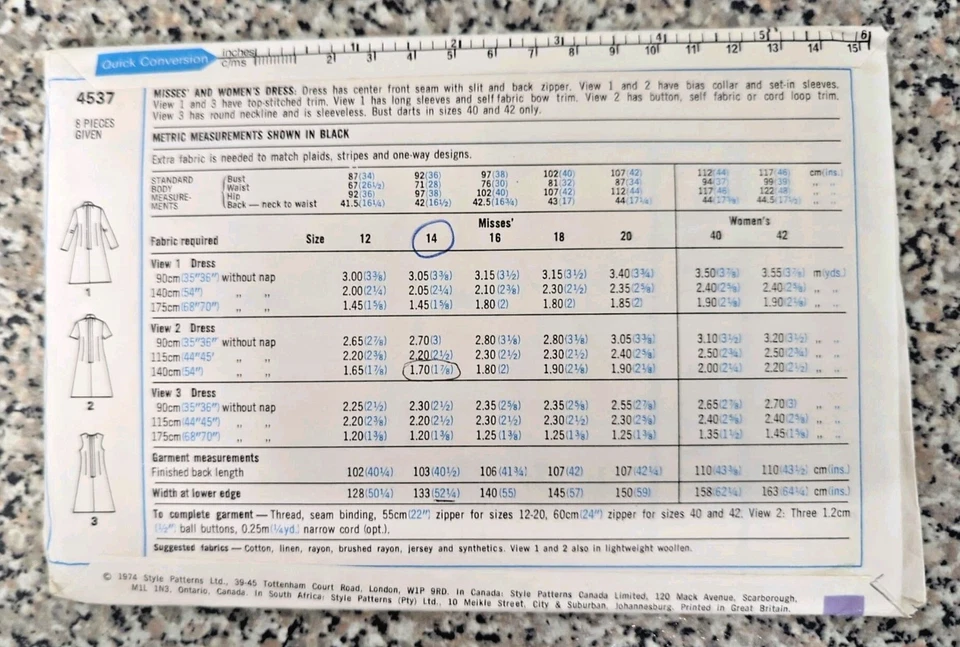 Quick Conversion inches 1 2 3 4 5 6
c/ms 2 3 4 5 6 7 8 9 10 11 12 13 14 15
4537
8 PIECES
GIVEN
MISSES' AND WOMEN'S DRESS: Dress has center front seam with slit and back zipper. View 1 and 2 have bias collar and set-in sleeves.
View 1 and 3 have top-stitched trim. View 1 has long sleeves and self fabric bow trim. View 2 has button, self fabric or cord loop trim.
View 3 has round neckline and is sleeveless. Bust darts in sizes 40 and 42 only.
METRIC MEASUREMENTS SHOWN IN BLACK
Extra fabric is needed to match plaids, stripes and one-way designs.
STANDARD BODY MEASURE-MENTS
Bust 87(34) 92(36) 97(38) 102(40) 107(42) 112(44) 117(46) cm(ins.)
Waist 67(26½) 71(28) 76(30) 81(32) 87(34) 94(37) 99(39) " "
Hip 92(36) 97(38) 102(40) 107(42) 112(44) 117(46) 122(48) " "
Back — neck to waist 41.5(16¼) 42(16½) 42.5(16¾) 43(17) 44(17¼) 44(17⅜) 44.5(17½) " "
Misses' Women's
Fabric required Size 12 14 16 18 20 40 42
View 1 Dress
90cm(35"36") without nap 3.00(3⅜) 3.05(3⅜) 3.15(3½) 3.15(3½) 3.40(3¾) 3.50(3⅞) 3.55(3⅞) m(yds.)
140cm(54") " " 2.00(2¼) 2.05(2¼) 2.10(2⅜) 2.30(2½) 2.35(2⅝) 2.40(2⅝) 2.40(2⅝) " "
175cm(68"70") " " 1.45(1⅝) 1.45(1⅝) 1.80(2) 1.80(2) 1.85(2) 1.90(2⅛) 1.90(2⅛) " "
View 2 Dress
90cm(35"36") without nap 2.65(2⅞) 2.70(3) 2.80(3⅛) 2.80(3⅛) 3.05(3⅜) 3.10(3½) 3.20(3½) " "
115cm(44"45' " " 2.20(2⅜) 2.20(2½) 2.30(2½) 2.30(2½) 2.40(2⅝) 2.50(2¾) 2.50(2¾) " "
140cm(54") " " 1.65(1⅞) 1.70(1⅞) 1.80(2) 1.90(2⅛) 1.90(2⅛) 2.00(2¼) 2.20(2½) " "
View 3 Dress
90cm(35"36") without nap 2.25(2½) 2.30(2½) 2.35(2⅝) 2.35(2⅝) 2.55(2⅞) 2.65(2⅞) 2.70(3) " "
115cm(44"45") " " 2.20(2⅜) 2.20(2½) 2.30(2½) 2.30(2½) 2.30(2⅝) 2.40(2⅝) 2.40(2⅝) " "
175cm(68"70") " " 1.20(1⅜) 1.20(1⅜) 1.25(1⅜) 1.25(1⅜) 1.25(1⅜) 1.35(1½) 1.45(1⅝) " "
Garment measurements
Finished back length 102(40¼) 103(40½) 106(41¾) 107(42) 107(42¼) 110(43⅜) 110(43½) cm(ins.)
Width at lower edge 128(50¼) 133(52¼) 140(55) 145(57) 150(59) 158(62¼) 163(64¼) cm(ins.)
To complete garment — Thread, seam binding, 55cm(22") zipper for sizes 12-20, 60cm(24") zipper for sizes 40 and 42. View 2: Three 1.2cm
(½") ball buttons, 0.25m(¼yd.) narrow cord (opt.).
Suggested fabrics — Cotton, linen, rayon, brushed rayon, jersey and synthetics. View 1 and 2 also in lightweight woollen.
1
2
3
© 1974 Style Patterns Ltd., 39-45 Tottenham Court Road, London, W1P 9RD. In Canada: Style Patterns Canada Limited, 120 Mack Avenue, Scarborough,
M1L 1N3, Ontario, Canada. In South Africa: Style Patterns (Pty) Ltd., 10 Meikle Street, City & Suburban, Johannesburg. Printed in Great Britain.